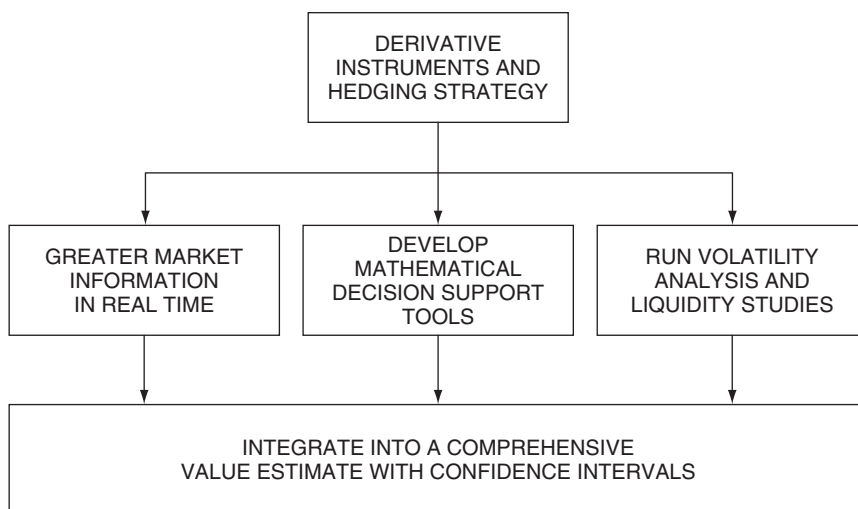 DERIVATIVE
INSTRUMENTS AND
HEDGING STRATEGY
GREATER MARKET
INFORMATION
IN REAL TIME
DEVELOP
MATHEMATICAL
DECISION SUPPORT
TOOLS
RUN VOLATILITY
ANALYSIS AND
LIQUIDITY STUDIES
INTEGRATE INTO A COMPREHENSIVE
VALUE ESTIMATE WITH CONFIDENCE INTERVALS